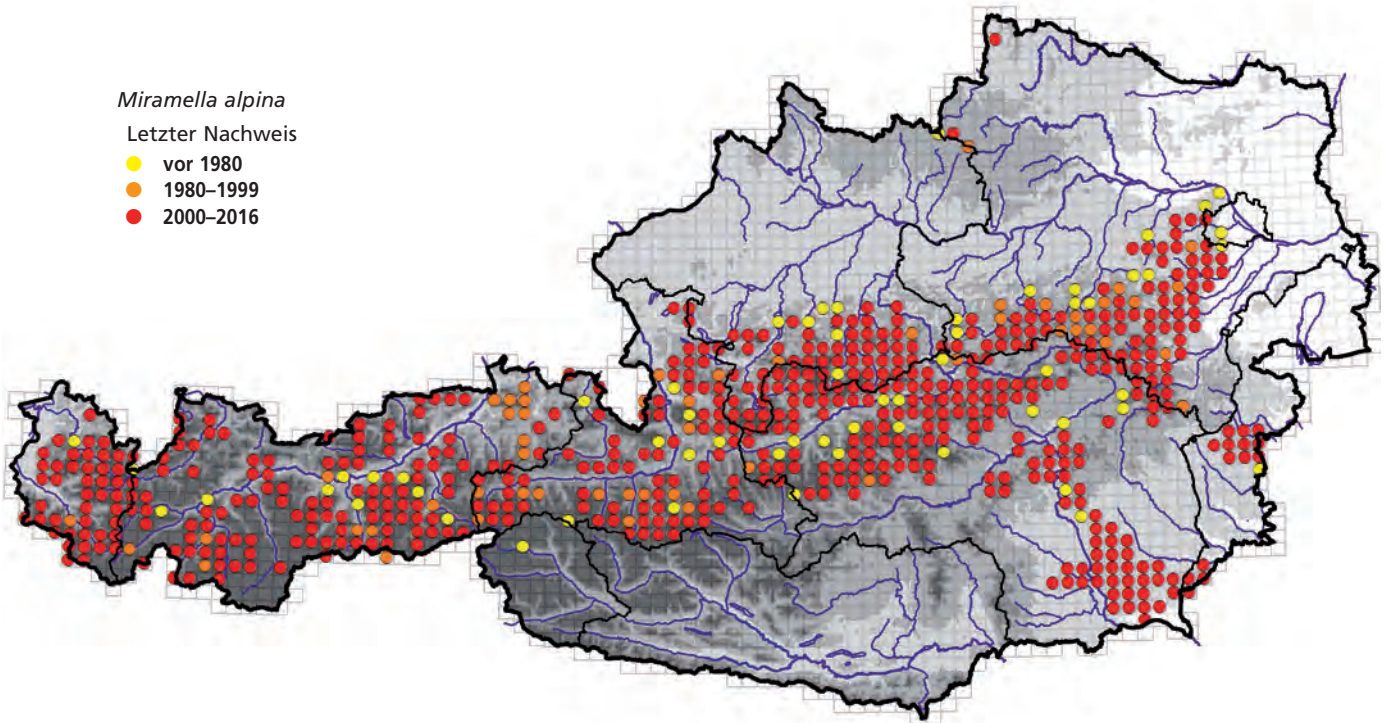 Miramella alpina
Letzter Nachweis
vor 1980
1980–1999
2000–2016